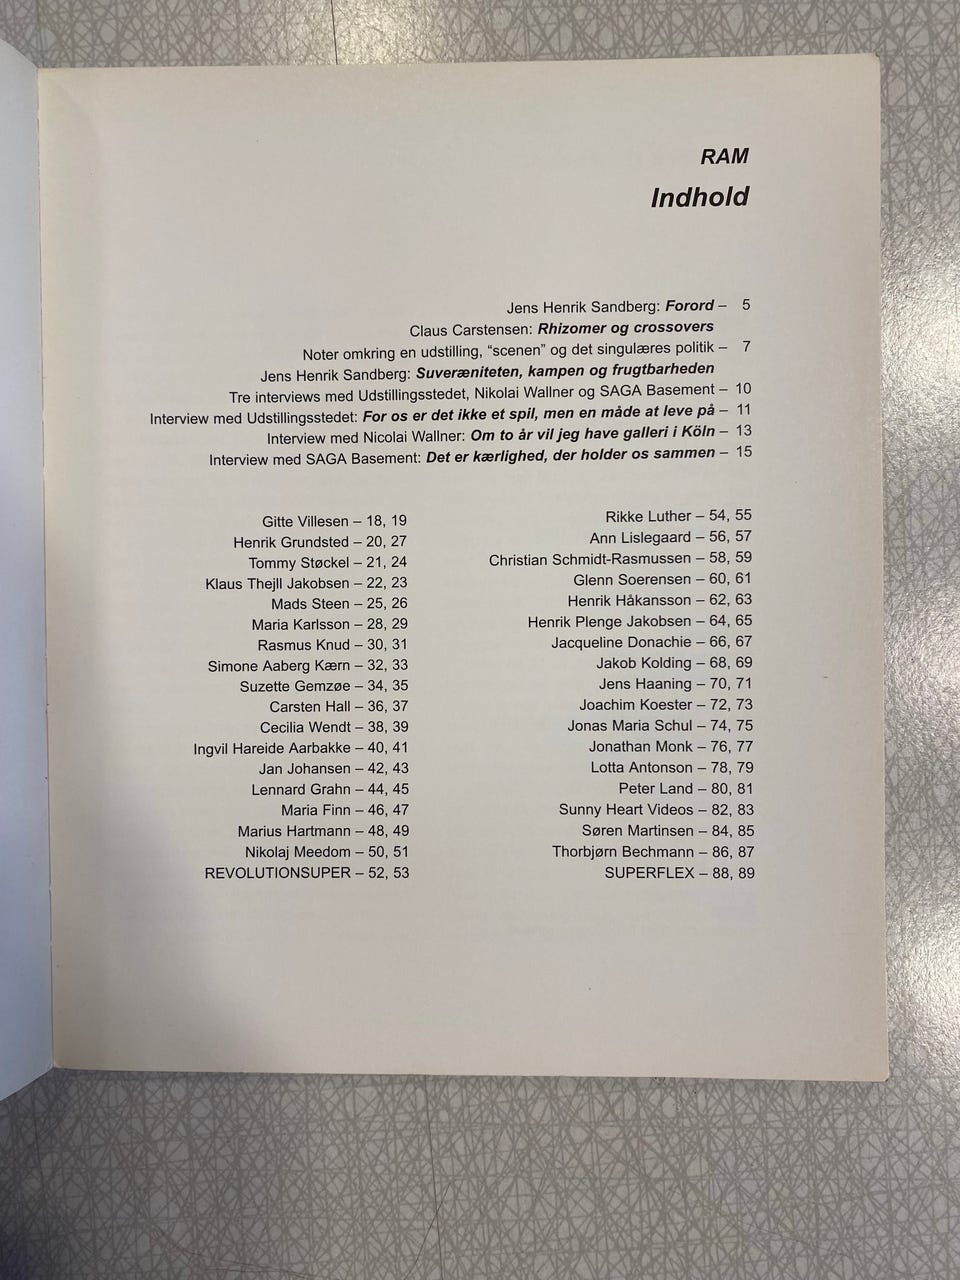 RAM
Indhold
Jens Henrik Sandberg: Forord – 5
Claus Carstensen: Rhizomer og crossovers
Noter omkring en udstilling, “scenen” og det singulæres politik – 7
Jens Henrik Sandberg: Suveræniteten, kampen og frugtbarheden
Tre interviews med Udstillingsstedet, Nikolai Wallner og SAGA Basement – 10
Interview med Udstillingsstedet: For os er det ikke et spil, men en måde at leve på – 11
Interview med Nicolai Wallner: Om to år vil jeg have galleri i Köln – 13
Interview med SAGA Basement: Det er kærlighed, der holder os sammen – 15
Gitte Villesen – 18, 19
Henrik Grundsted – 20, 27
Tommy Støckel – 21, 24
Klaus Thejll Jakobsen – 22, 23
Mads Steen – 25, 26
Maria Karlsson – 28, 29
Rasmus Knud – 30, 31
Simone Aaberg Kærn – 32, 33
Suzette Gemzøe – 34, 35
Carsten Hall – 36, 37
Cecilia Wendt – 38, 39
Ingvil Hareide Aarbakke – 40, 41
Jan Johansen – 42, 43
Lennard Grahn – 44, 45
Maria Finn – 46, 47
Marius Hartmann – 48, 49
Nikolaj Meedom – 50, 51
REVOLUTIONSUPER – 52, 53
Rikke Luther – 54, 55
Ann Lislegaard – 56, 57
Christian Schmidt-Rasmussen – 58, 59
Glenn Soerensen – 60, 61
Henrik Håkansson – 62, 63
Henrik Plenge Jakobsen – 64, 65
Jacqueline Donachie – 66, 67
Jakob Kolding – 68, 69
Jens Haaning – 70, 71
Joachim Koester – 72, 73
Jonas Maria Schul – 74, 75
Jonathan Monk – 76, 77
Lotta Antonson – 78, 79
Peter Land – 80, 81
Sunny Heart Videos – 82, 83
Søren Martinsen – 84, 85
Thorbjørn Bechmann – 86, 87
SUPERFLEX – 88, 89